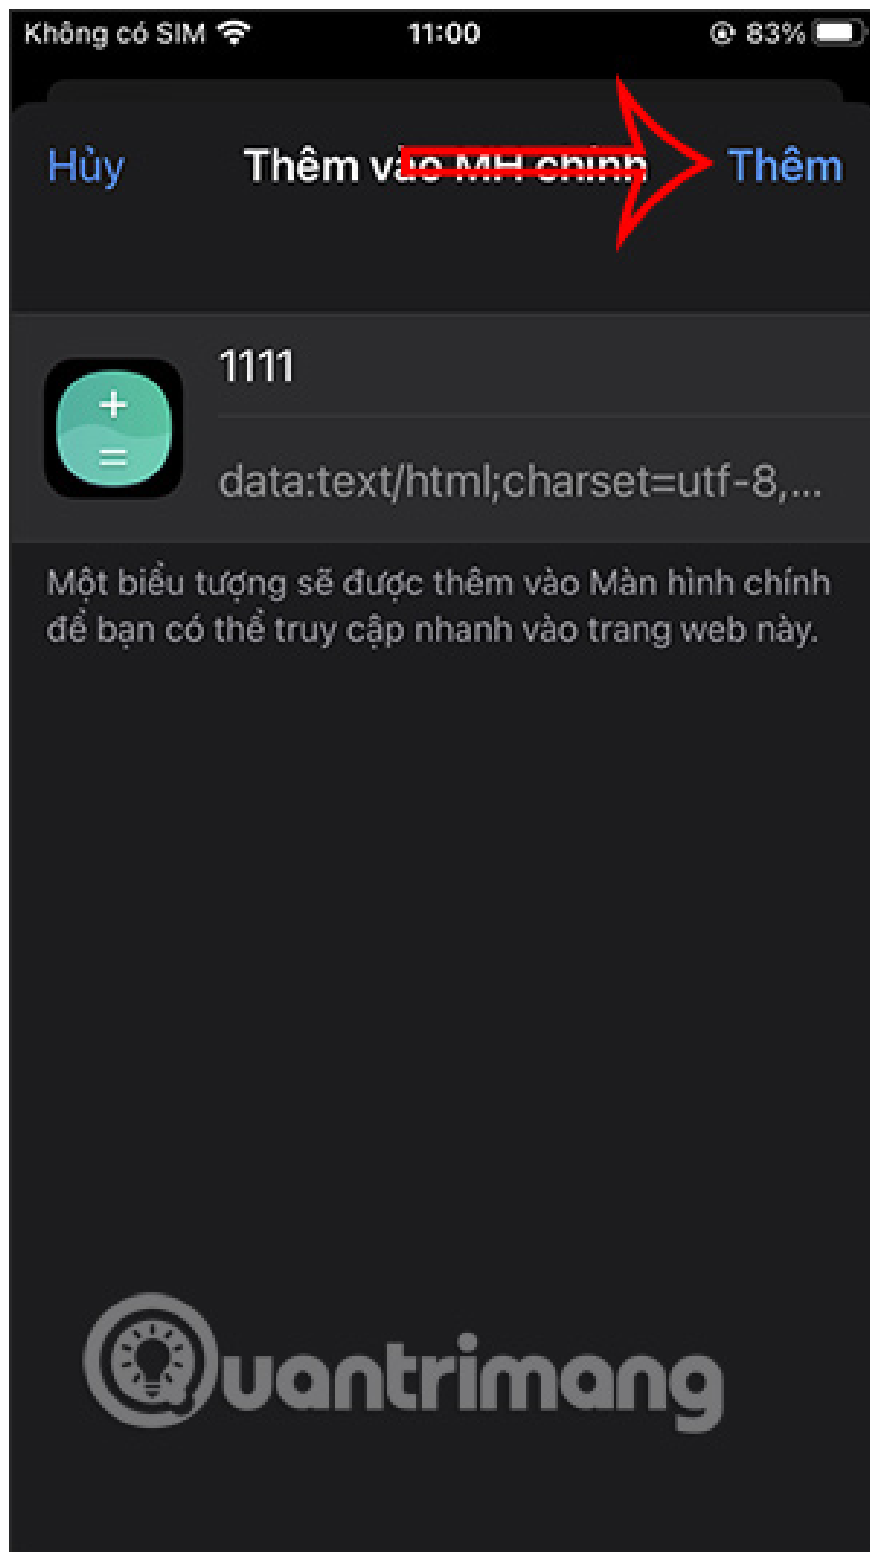 Không có SIM 11:00 83%
Hủy Thêm vào MH chính Thêm
1111
data:text/html;charset=utf-8,...
Một biểu tượng sẽ được thêm vào Màn hình chính
để bạn có thể truy cập nhanh vào trang web này.
Quantrimang